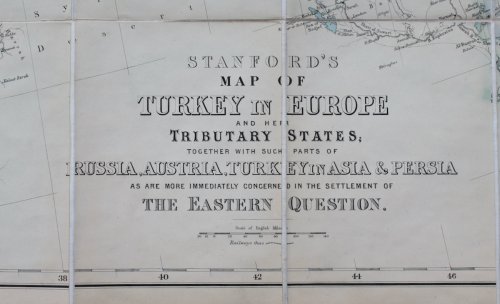 STANFORD'S
MAP OF
TURKEY IN EUROPE
AND HER
TRIBUTARY STATES;
TOGETHER WITH SUCH PARTS OF
RUSSIA, AUSTRIA, TURKEY IN ASIA & PERSIA
AS ARE MORE IMMEDIATELY CONCERNED IN THE SETTLEMENT OF
THE EASTERN QUESTION.
Scale of English Miles
Railways thus
38 40 42 44 46